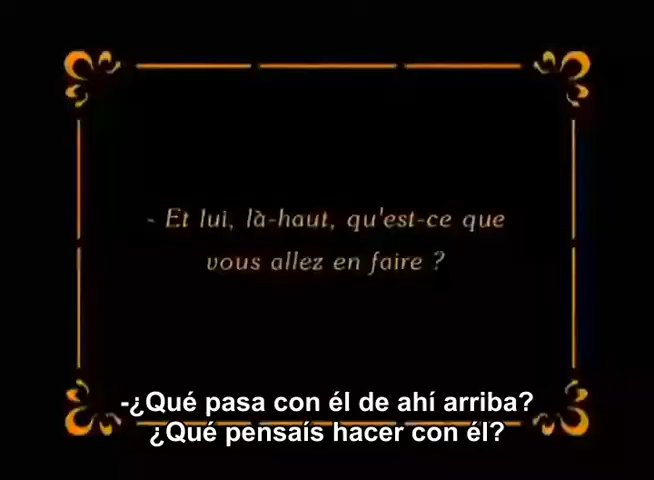 - Et lui, là-haut, qu'est-ce que
vous allez en faire ?
-¿Qué pasa con él de ahí arriba?
¿Qué pensaís hacer con él?